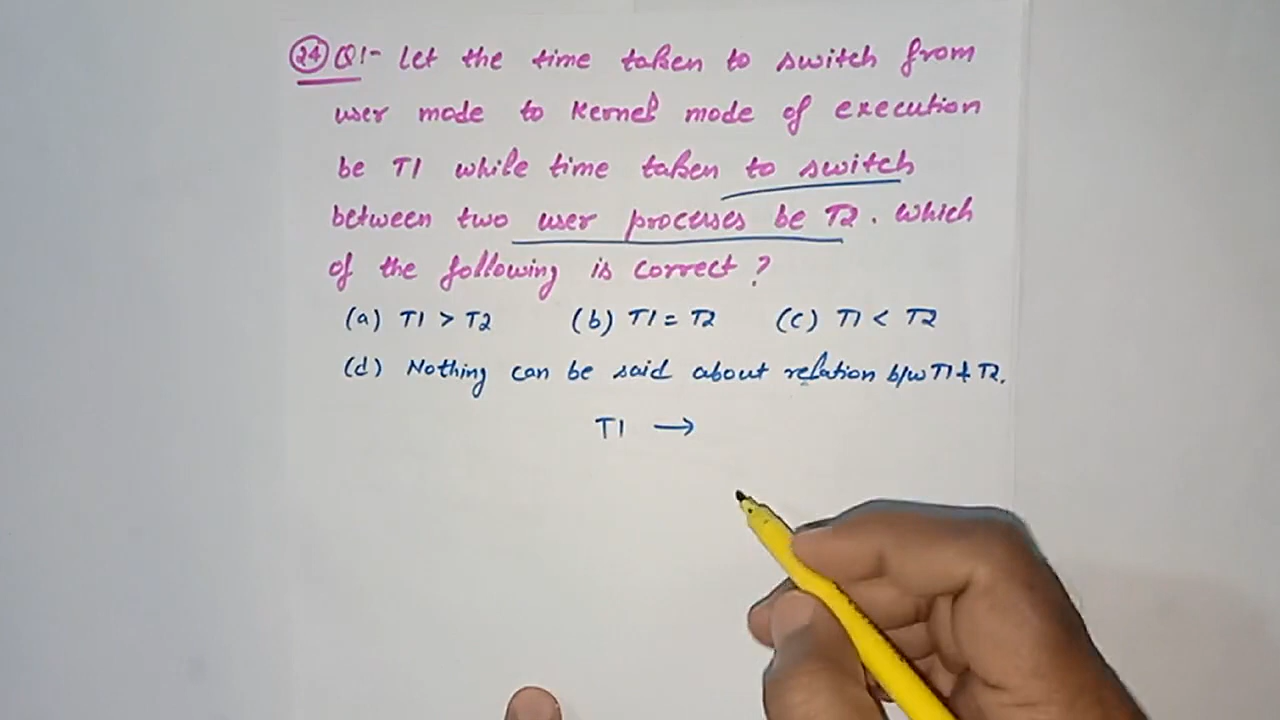 24 Q1- Let the time taken to switch from
user mode to Kernel mode of execution
be T1 while time taken to switch
between two user processes be T2. Which
of the following is correct?
(a) T1 > T2 (b) T1 = T2 (c) T1 < T2
(d) Nothing can be said about relation b/w T1 & T2.
T1 →